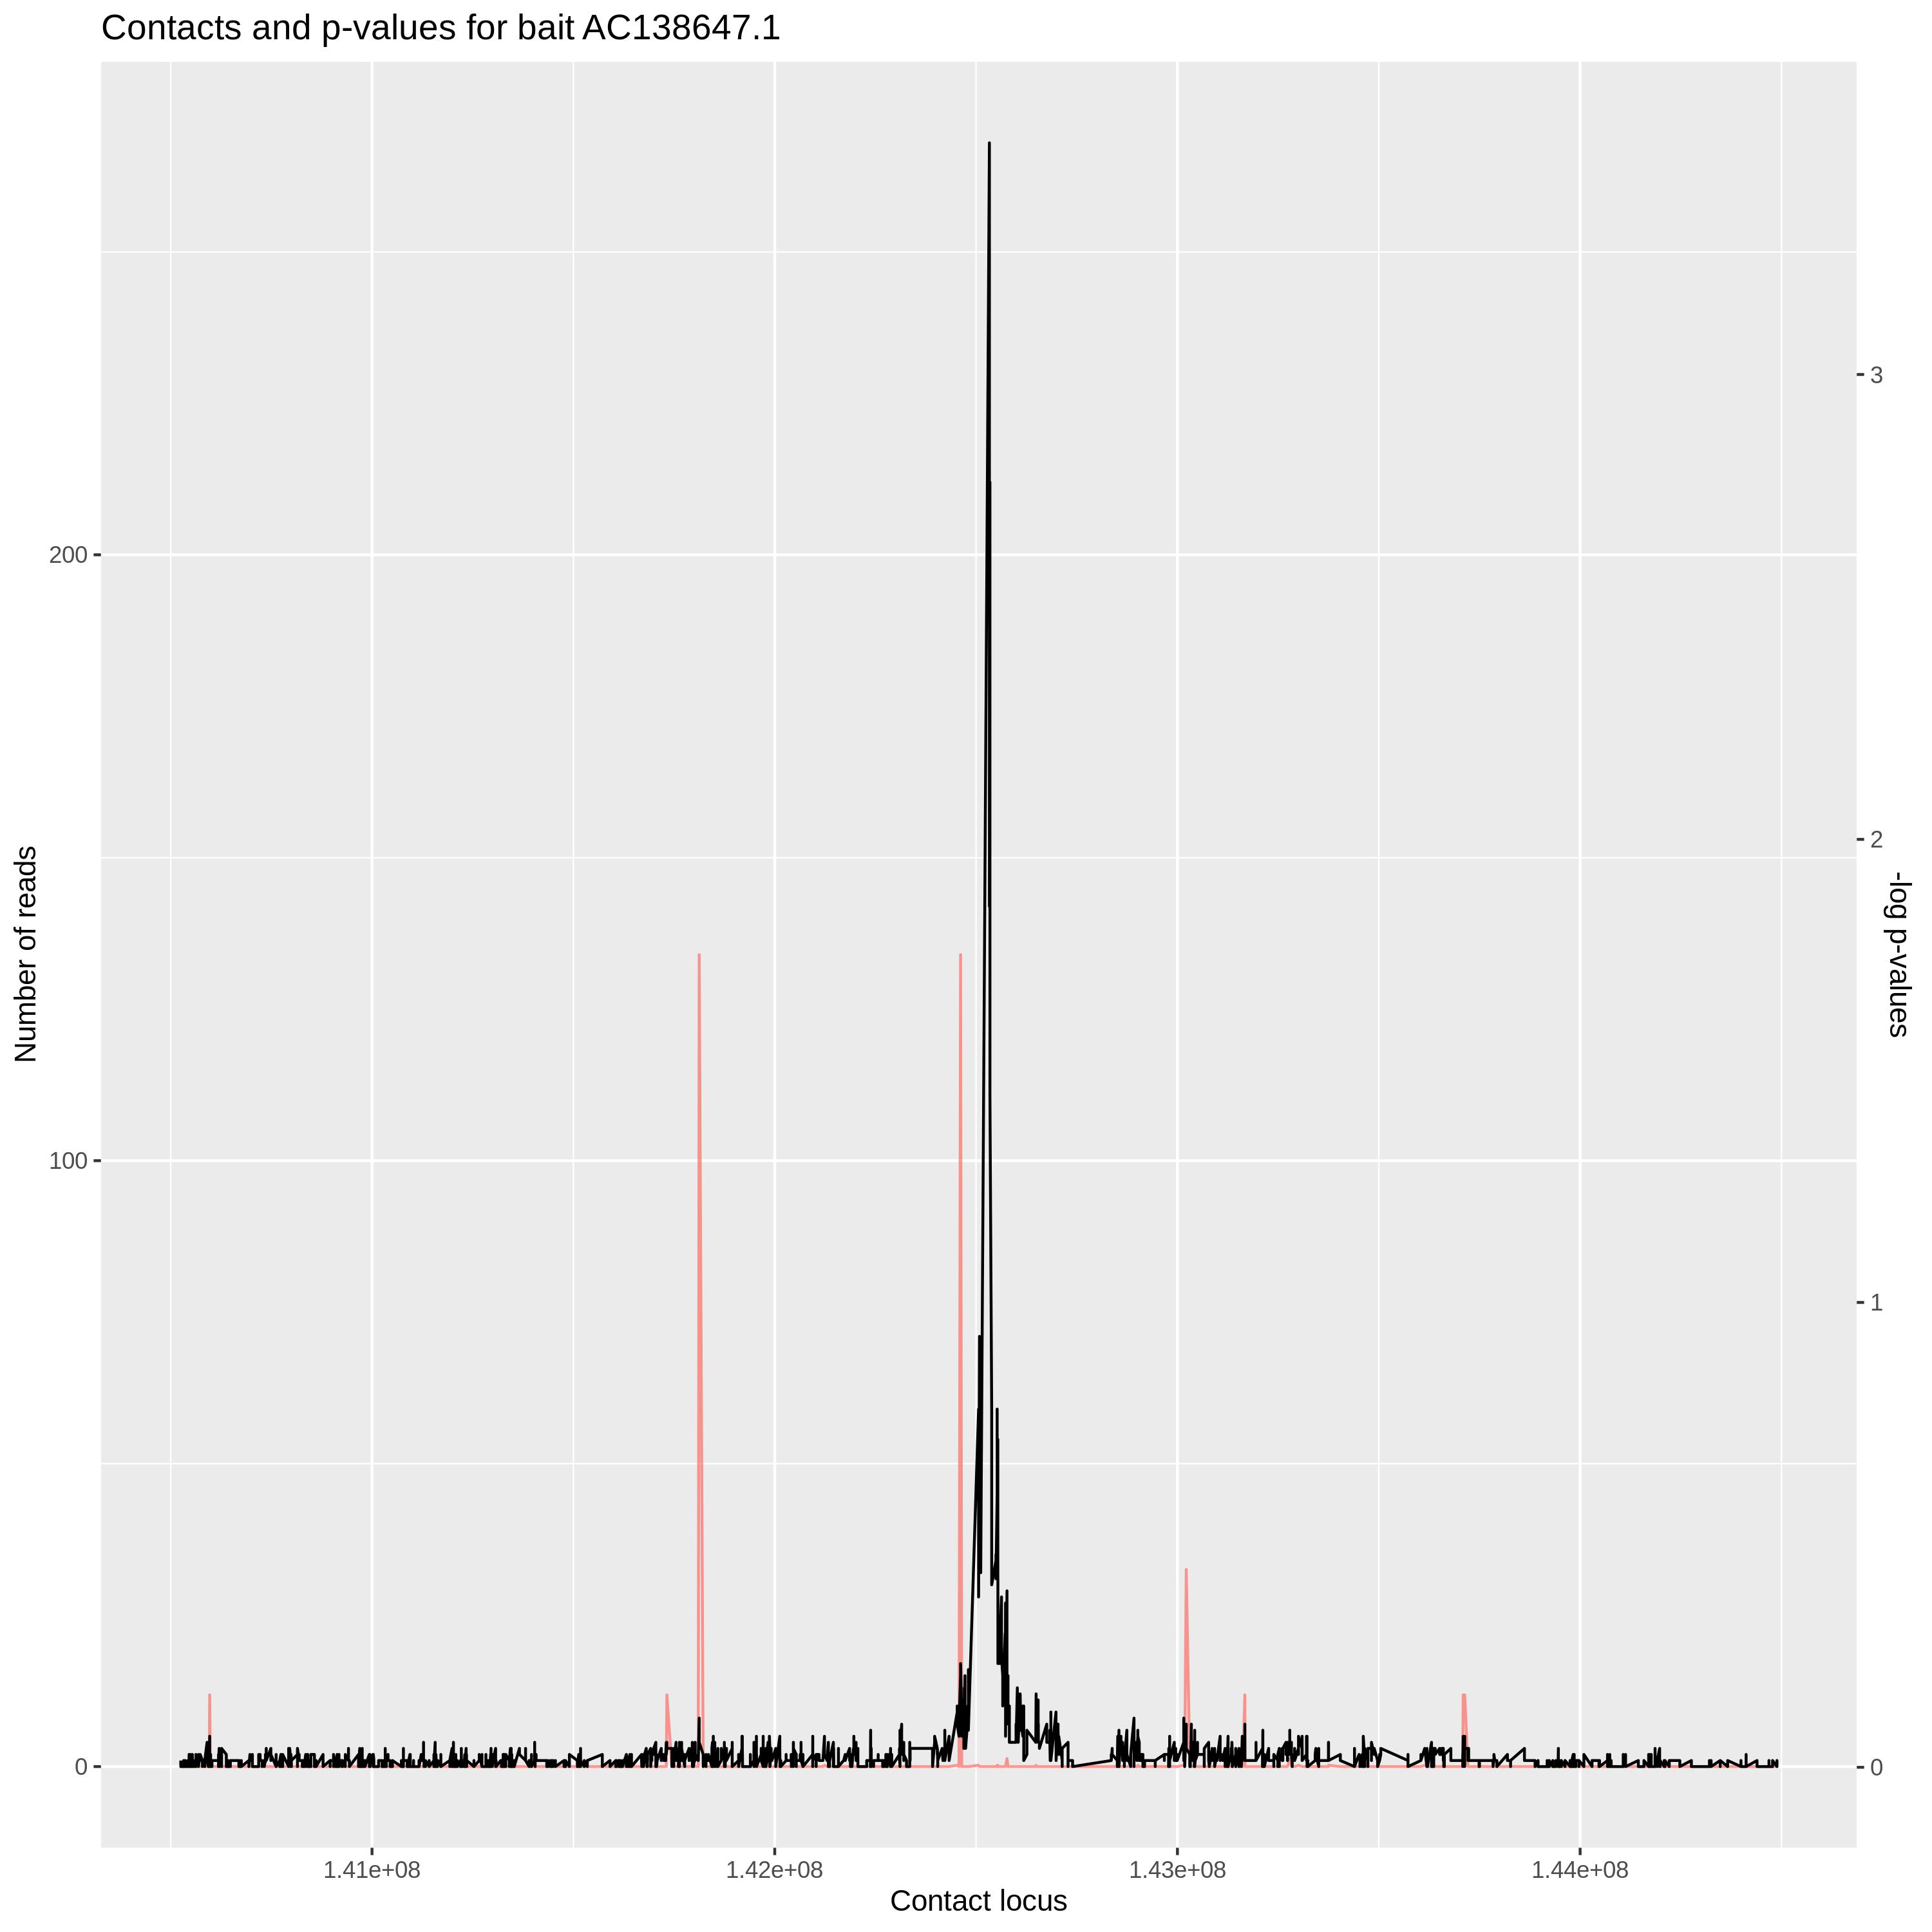 Contacts and p-values for bait AC138647.1
Number of reads
200
100
0
3
2
1
0
-log p-values
1.41e+08 1.42e+08 1.43e+08 1.44e+08
Contact locus